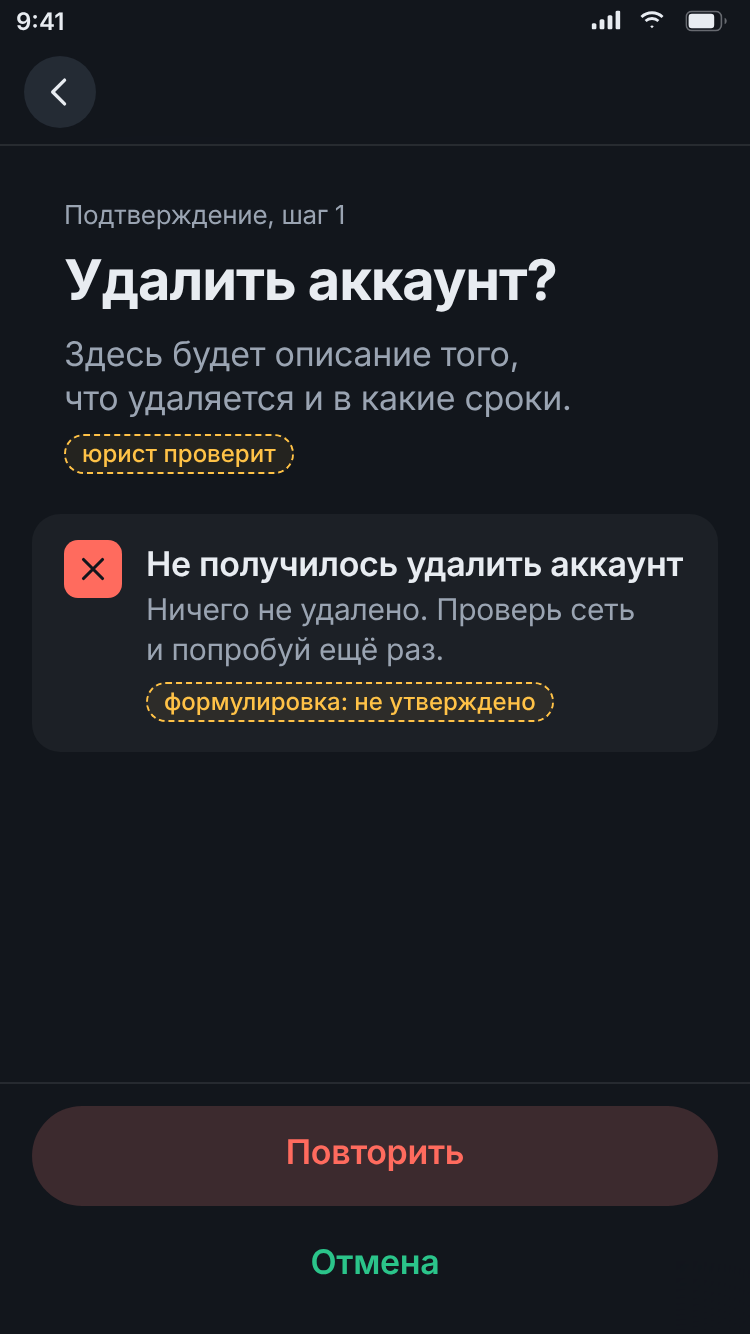 9:41
Подтверждение, шаг 1
Удалить аккаунт?
Здесь будет описание того,
что удаляется и в какие сроки.
юрист проверит
Не получилось удалить аккаунт
Ничего не удалено. Проверь сеть
и попробуй ещё раз.
формулировка: не утверждено
Повторить
Отмена